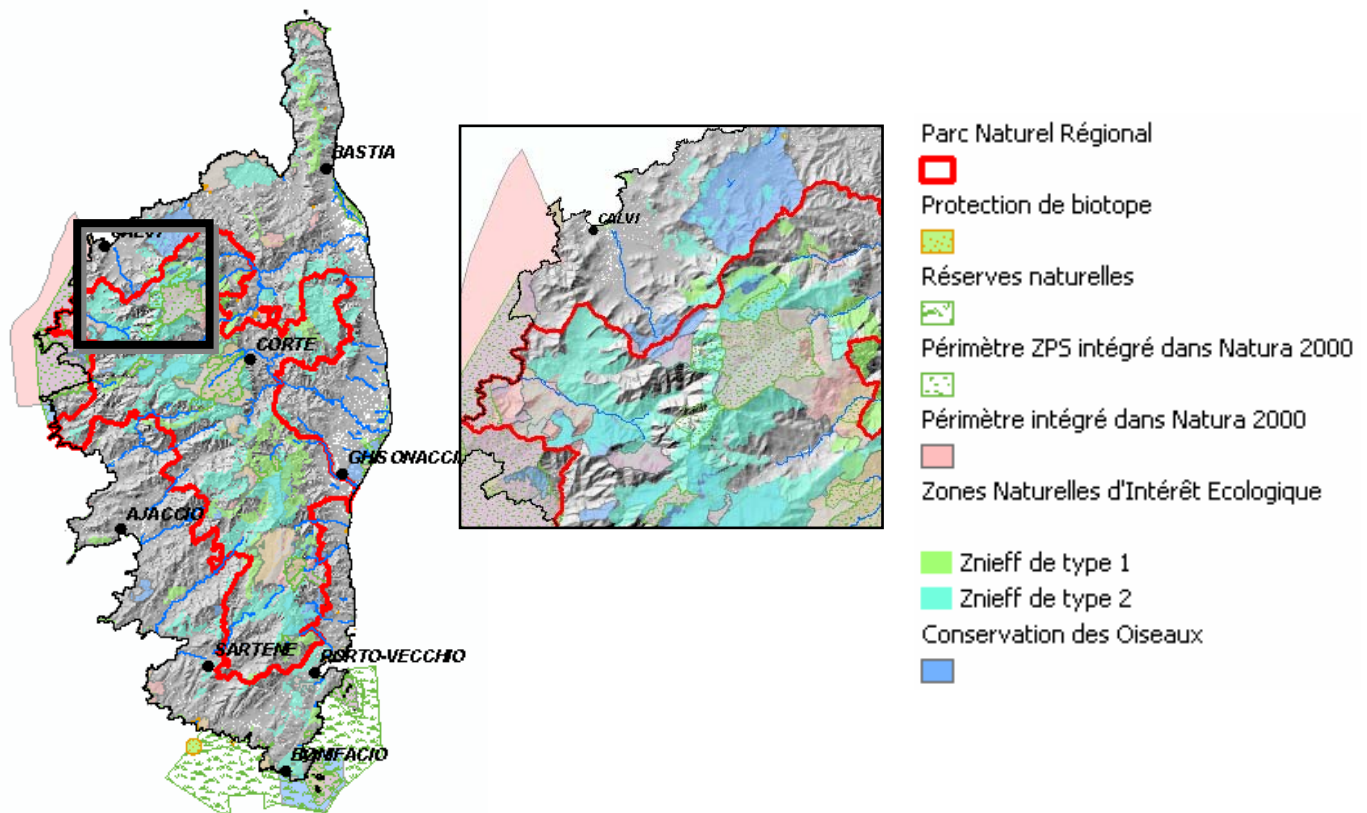 BASTIA
CALVI
CORTE
GHISONACCIA
AJACCIO
SARTENE
PORTO-VECCHIO
BONIFACIO
CALVI
Parc Naturel Régional
Protection de biotope
Réserves naturelles
Périmètre ZPS intégré dans Natura 2000
Périmètre intégré dans Natura 2000
Zones Naturelles d'Intérêt Ecologique
Znieff de type 1
Znieff de type 2
Conservation des Oiseaux